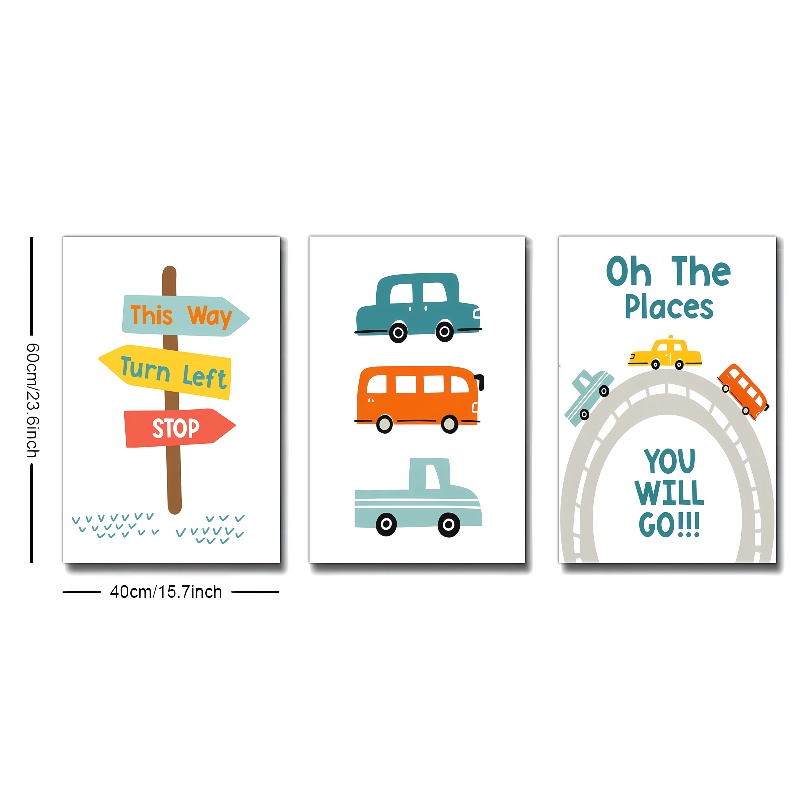 This Way
Turn Left
STOP
Oh The
Places
YOU
WILL
GO!!!
60cm/23.6inch
40cm/15.7inch